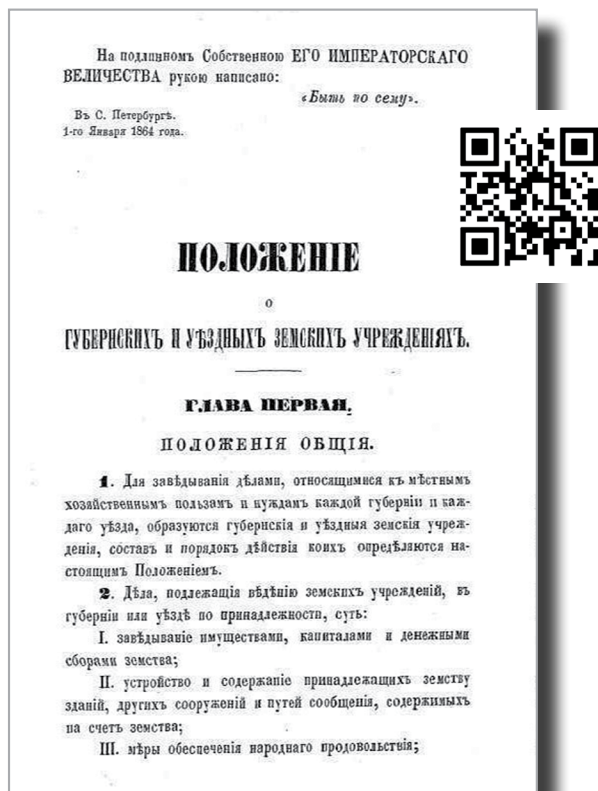 На подлинномъ Собственною ЕГО ИМПЕРАТОРСКАГО
ВЕЛИЧЕСТВА рукою написано:
«Быть по сему».
Въ С. Петербургѣ.
1-го Января 1864 года.
ПОЛОЖЕНІЕ
о
ГУБЕРНСКИХЪ И УѢЗДНЫХЪ ЗЕМСКИХЪ УЧРЕЖДЕНІЯХЪ.
ГЛАВА ПЕРВАЯ.
ПОЛОЖЕНІЯ ОБЩІЯ.
1. Для завѣдыванія дѣлами, относящимися къ мѣстнымъ
хозяйственнымъ пользамъ и нуждамъ каждой губерніи и каж-
даго уѣзда, образуются губернскія и уѣздныя земскія учреж-
денія, составъ и порядокъ дѣйствія коихъ опредѣляются на-
стоящимъ Положеніемъ.
2. Дѣла, подлежащія вѣдѣнію земскихъ учрежденій, въ
губерніи или уѣздѣ по принадлежности, суть:
I. завѣдываніе имуществами, капиталами и денежными
сборами земства;
II. устройство и содержаніе принадлежащихъ земству
зданій, другихъ сооруженій и путей сообщенія, содержимыхъ
на счетъ земства;
III. мѣры обеспеченія народнаго продовольствія;